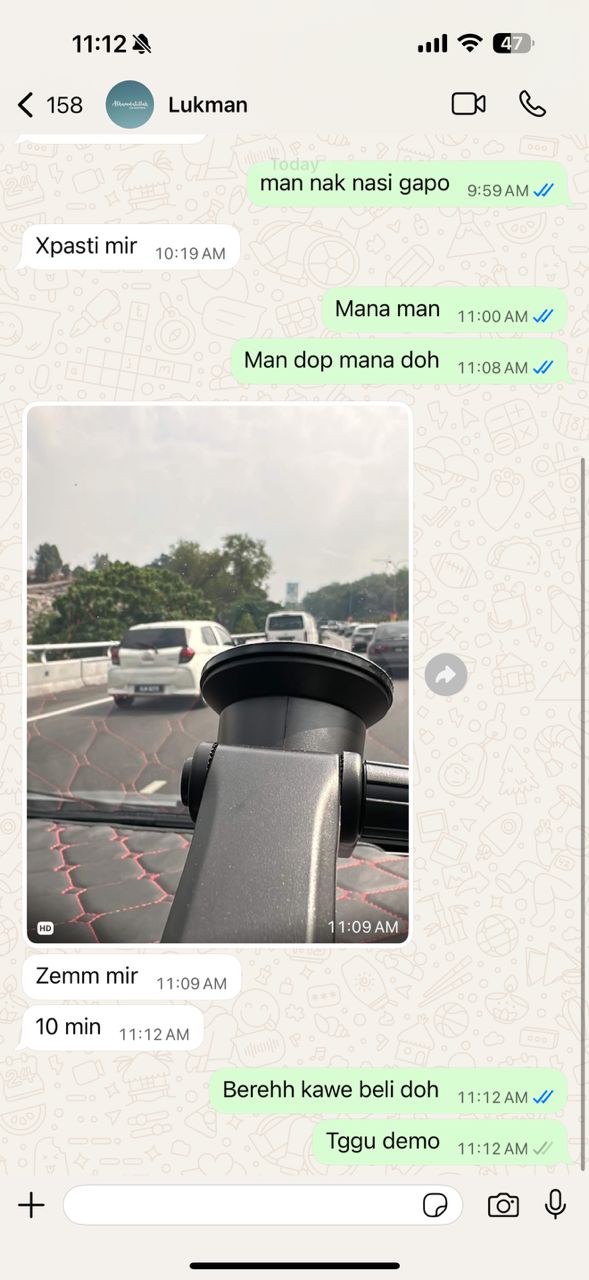 11:12
47
158
Lukman
Today
man nak nasi gapo 9:59 AM
Xpasti mir 10:19 AM
Mana man 11:00 AM
Man dop mana doh 11:08 AM
HD
11:09 AM
Zemm mir 11:09 AM
10 min 11:12 AM
Berehh kawe beli doh 11:12 AM
Tggu demo 11:12 AM